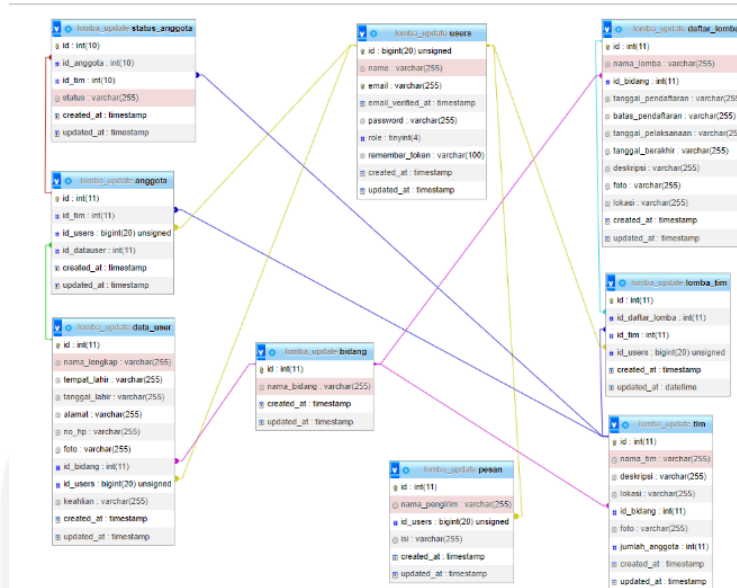 lomba_update status_anggota
id : int(10)
id_anggota : int(10)
id_tim : int(10)
status : varchar(255)
created_at : timestamp
updated_at : timestamp
lomba_update anggota
id : int(11)
id_tim : int(11)
id_users : bigint(20) unsigned
id_datauser : int(11)
created_at : timestamp
updated_at : timestamp
lomba_update data_user
id : int(11)
nama_lengkap : varchar(255)
tempat_lahir : varchar(255)
tanggal_lahir : varchar(255)
alamat : varchar(255)
no_hp : varchar(255)
foto : varchar(255)
id_bidang : int(11)
id_users : bigint(20) unsigned
keahlian : varchar(255)
created_at : timestamp
updated_at : timestamp
lomba_update users
id : bigint(20) unsigned
name : varchar(255)
email : varchar(255)
email_verified_at : timestamp
password : varchar(255)
role : tinyint(4)
remember_token : varchar(100)
created_at : timestamp
updated_at : timestamp
lomba_update bidang
id : int(11)
nama_bidang : varchar(255)
created_at : timestamp
updated_at : timestamp
lomba_update pesan
id : int(11)
nama_pengirim : varchar(255)
id_users : bigint(20) unsigned
isi : varchar(255)
created_at : timestamp
updated_at : timestamp
lomba_update daftar_lomba
id : int(11)
nama_lomba : varchar(255)
id_bidang : int(11)
tanggal_pendaftaran : varchar(255
batas_pendaftaran : varchar(255)
tanggal_pelaksanaan : varchar(255
tanggal_berakhir : varchar(255)
deskripsi : varchar(255)
foto : varchar(255)
lokasi : varchar(255)
created_at : timestamp
updated_at : timestamp
lomba_update lomba_tim
id : int(11)
id_daftar_lomba : int(11)
id_tim : int(11)
id_users : bigint(20) unsigned
created_at : timestamp
updated_at : datetime
lomba_update tim
id : int(11)
nama_tim : varchar(255)
deskripsi : varchar(255)
lokasi : varchar(255)
id_bidang : int(11)
foto : varchar(255)
jumlah_anggota : int(11)
created_at : timestamp
updated_at : timestamp